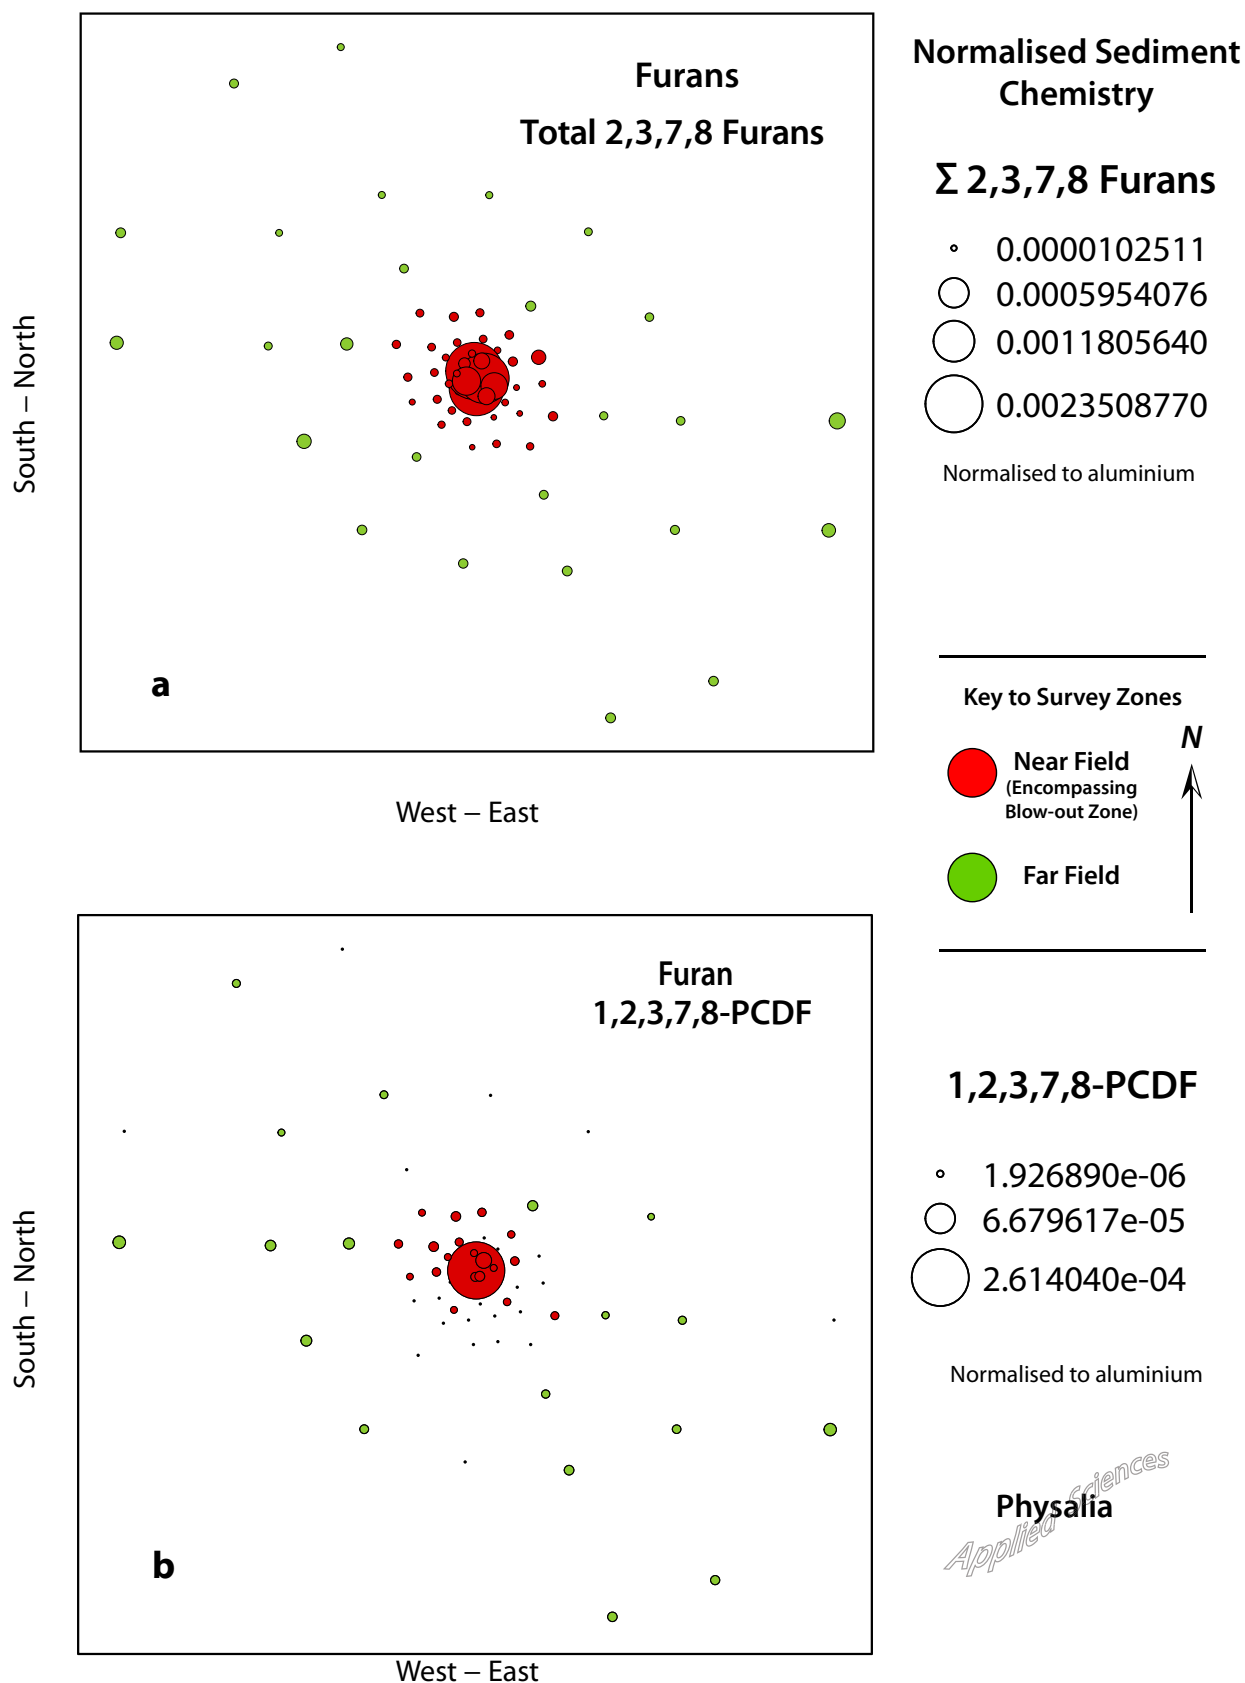 Furans
Total 2,3,7,8 Furans
South – North
a
West – East
Normalised Sediment
Chemistry
Σ 2,3,7,8 Furans
0.0000102511
0.0005954076
0.0011805640
0.0023508770
Normalised to aluminium
Key to Survey Zones
N
Near Field
(Encompassing
Blow-out Zone)
Far Field
Furan
1,2,3,7,8-PCDF
South – North
b
West – East
1,2,3,7,8-PCDF
1.926890e-06
6.679617e-05
2.614040e-04
Normalised to aluminium
Physalia
Applied Sciences